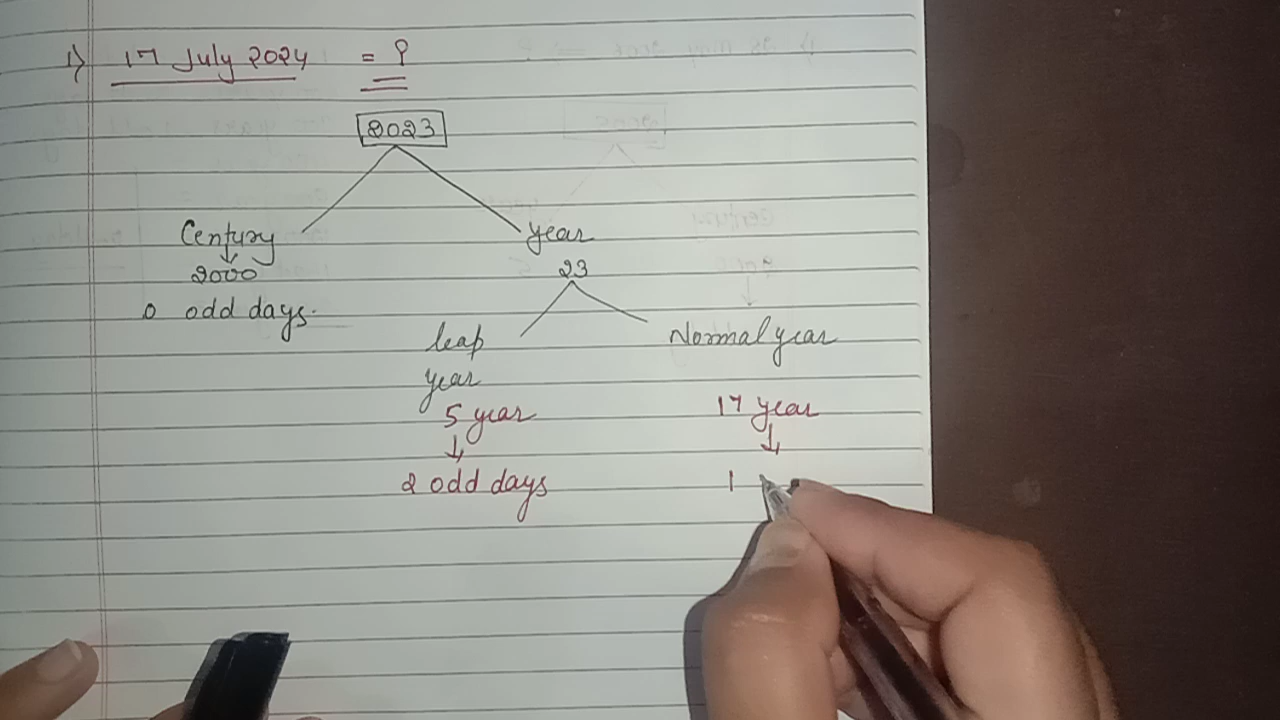 1) 17 July 2024 = ?
2023
Century year
2000 23
0 odd days.
leap Normal year
year
5 year 17 year
2 odd days 1